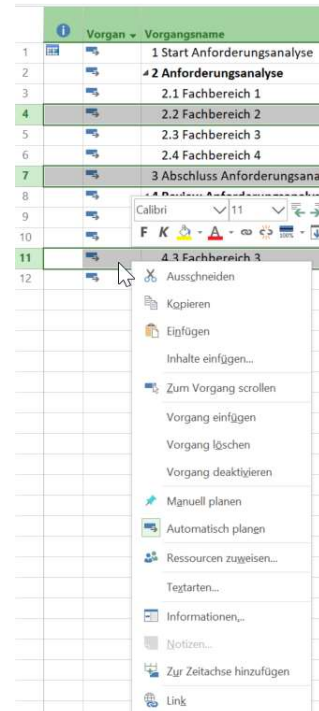 Vorgan Vorgangsname
1 1 Start Anforderungsanalyse
2 2 Anforderungsanalyse
3 2.1 Fachbereich 1
4 2.2 Fachbereich 2
5 2.3 Fachbereich 3
6 2.4 Fachbereich 4
7 3 Abschluss Anforderungsana
8
9
10
Calibri 11
F K A
11 4.3 Fachbereich 3
12
Ausschneiden
Kopieren
Einfügen
Inhalte einfügen...
Zum Vorgang scrollen
Vorgang einfügen
Vorgang löschen
Vorgang deaktivieren
Manuell planen
Automatisch planen
Ressourcen zuweisen...
Textarten...
Informationen...
Notizen...
Zur Zeitachse hinzufügen
Link